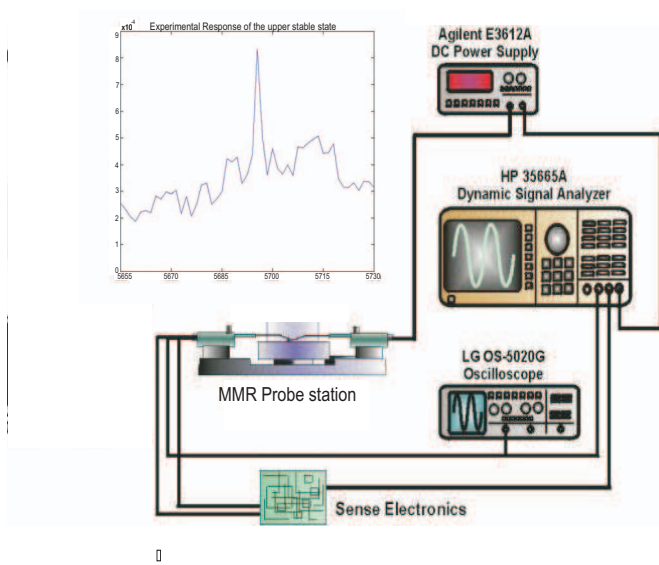 x10⁻⁴ Experimental Response of the upper stable state
9
8
7
6
5
4
3
2
1
0
5655 5670 5685 5700 5715 5730
Agilent E3612A
DC Power Supply
HP 35665A
Dynamic Signal Analyzer
LG OS-5020G
Oscilloscope
MMR Probe station
Sense Electronics